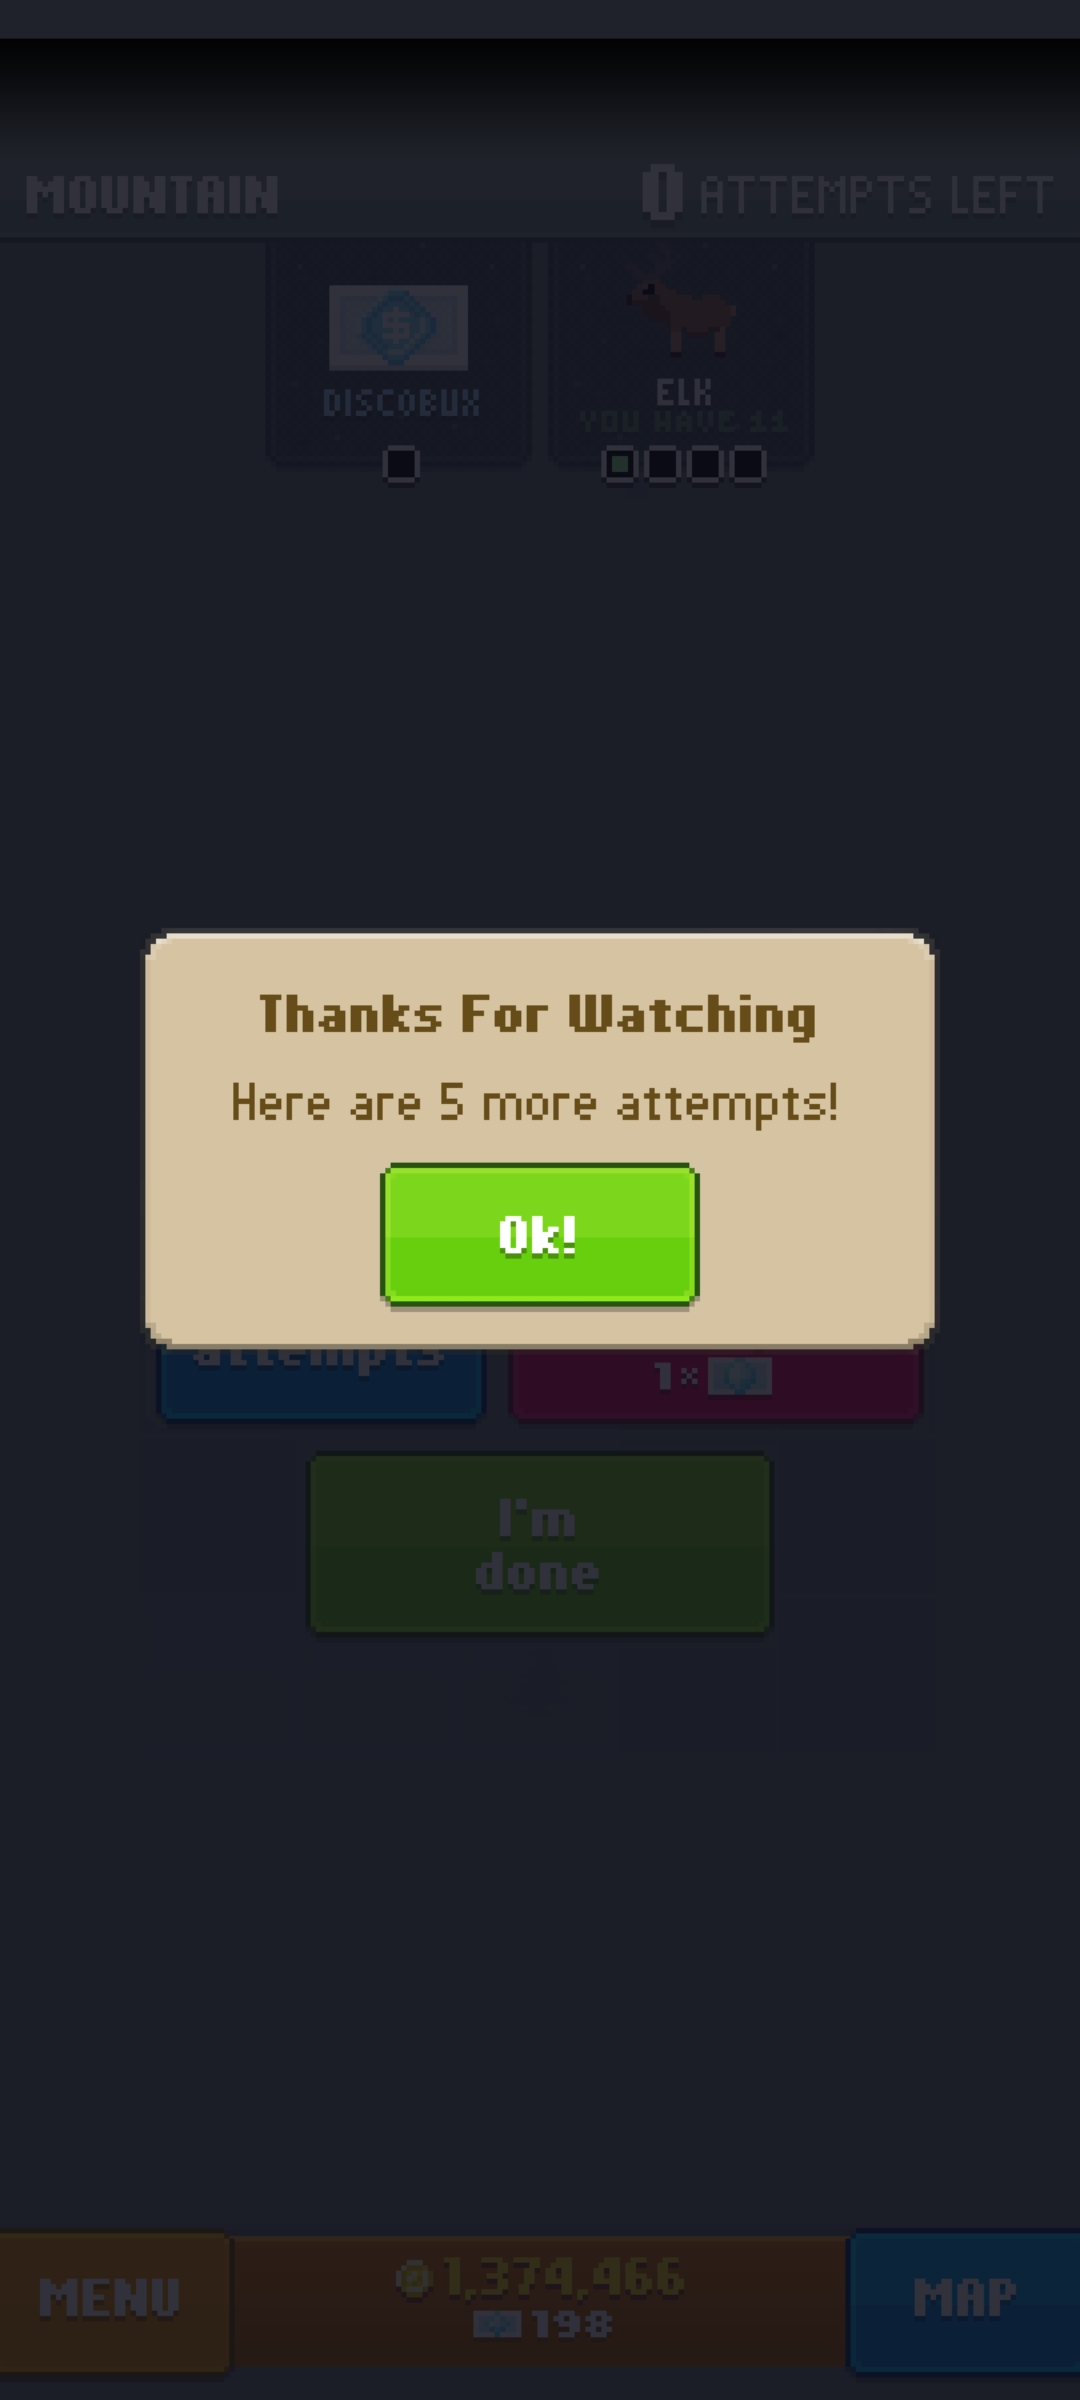 MOUNTAIN
0 ATTEMPTS LEFT
DISCOBUX
ELK
YOU HAVE 11
Thanks For Watching
Here are 5 more attempts!
Ok!
attempts
1×
I'm
done
MENU
1,374,466
198
MAP